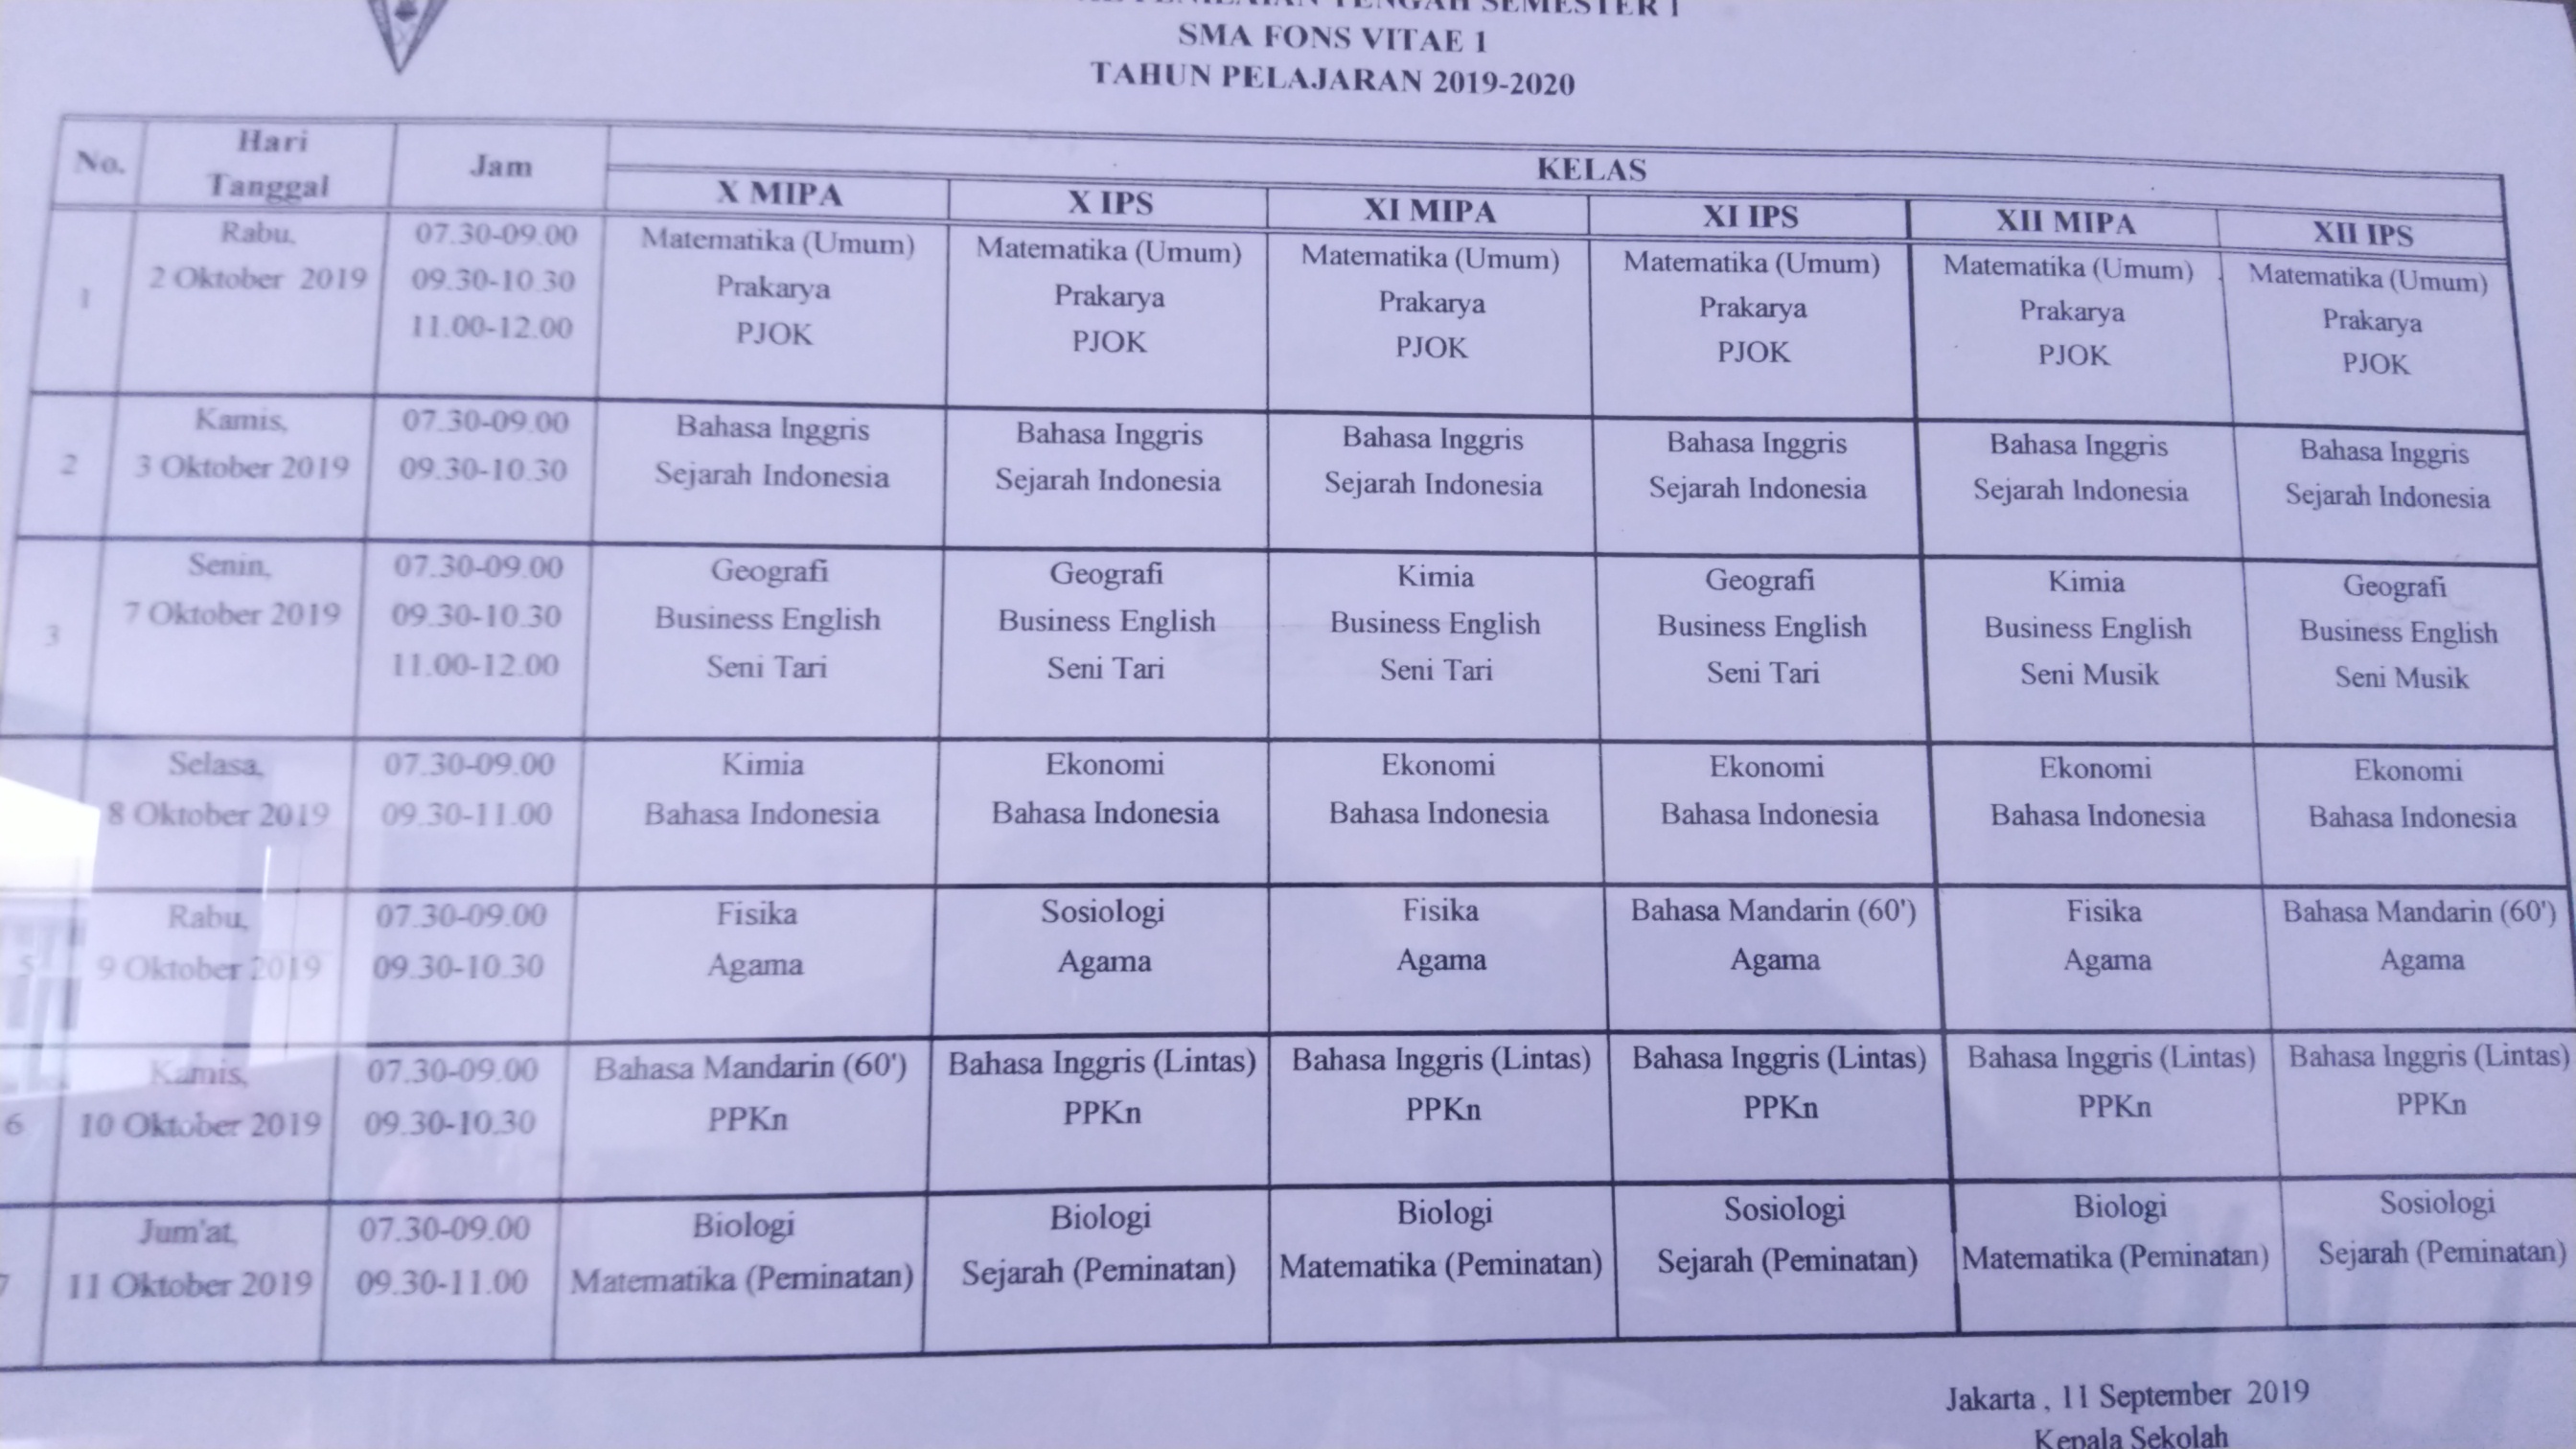 TENGAH SEMESTER 1
SMA FONS VITAE 1
TAHUN PELAJARAN 2019-2020
No. Hari Tanggal Jam KELAS
X MIPA X IPS XI MIPA XI IPS XII MIPA XII IPS
1 Rabu, 07.30-09.00 Matematika (Umum) Matematika (Umum) Matematika (Umum) Matematika (Umum) Matematika (Umum) Matematika (Umum)
2 Oktober 2019 09.30-10.30 Prakarya Prakarya Prakarya Prakarya Prakarya Prakarya
11.00-12.00 PJOK PJOK PJOK PJOK PJOK PJOK
2 Kamis, 07.30-09.00 Bahasa Inggris Bahasa Inggris Bahasa Inggris Bahasa Inggris Bahasa Inggris Bahasa Inggris
3 Oktober 2019 09.30-10.30 Sejarah Indonesia Sejarah Indonesia Sejarah Indonesia Sejarah Indonesia Sejarah Indonesia Sejarah Indonesia
3 Senin, 07.30-09.00 Geografi Geografi Kimia Geografi Kimia Geografi
7 Oktober 2019 09.30-10.30 Business English Business English Business English Business English Business English Business English
11.00-12.00 Seni Tari Seni Tari Seni Tari Seni Tari Seni Musik Seni Musik
Selasa, 07.30-09.00 Kimia Ekonomi Ekonomi Ekonomi Ekonomi Ekonomi
8 Oktober 2019 09.30-11.00 Bahasa Indonesia Bahasa Indonesia Bahasa Indonesia Bahasa Indonesia Bahasa Indonesia Bahasa Indonesia
5 Rabu, 07.30-09.00 Fisika Sosiologi Fisika Bahasa Mandarin (60') Fisika Bahasa Mandarin (60')
9 Oktober 2019 09.30-10.30 Agama Agama Agama Agama Agama Agama
6 Kamis, 07.30-09.00 Bahasa Mandarin (60') Bahasa Inggris (Lintas) Bahasa Inggris (Lintas) Bahasa Inggris (Lintas) Bahasa Inggris (Lintas) Bahasa Inggris (Lintas)
10 Oktober 2019 09.30-10.30 PPKn PPKn PPKn PPKn PPKn PPKn
7 Jum'at, 07.30-09.00 Biologi Biologi Biologi Sosiologi Biologi Sosiologi
11 Oktober 2019 09.30-11.00 Matematika (Peminatan) Sejarah (Peminatan) Matematika (Peminatan) Sejarah (Peminatan) Matematika (Peminatan) Sejarah (Peminatan)
Jakarta , 11 September 2019
Kepala Sekolah